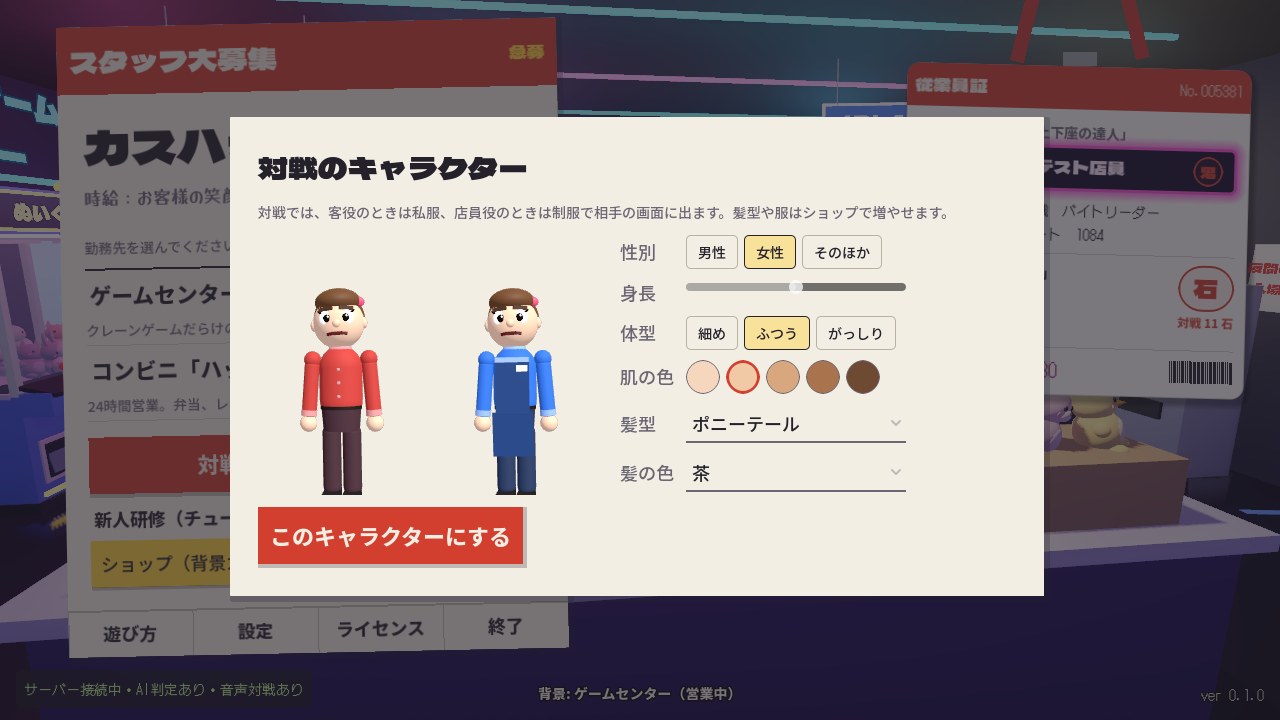 スタッフ大募集
急募
カスハ
時給：お客様の笑
勤務先を選んでくださ
ゲームセンター
クレーンゲームだらけ
コンビニ「ハッ
24時間営業。弁当、レ
対戦
新人研修（チュー
ショップ（背景
遊び方
設定
ライセンス
終了
サーバー接続中・AI判定あり・音声対戦あり
背景: ゲームセンター（営業中）
ver 0.1.0
ーム
ぬいぐ
対戦のキャラクター
対戦では、客役のときは私服、店員役のときは制服で相手の画面に出ます。髪型や服はショップで増やせます。
性別
男性
女性
そのほか
身長
体型
細め
ふつう
がっしり
肌の色
髪型
ポニーテール
髪の色
茶
このキャラクターにする
従業員証
No. 005381
下座の達人」
テスト店員
バイトリーダー
ト 1084
石
対戦 11 石